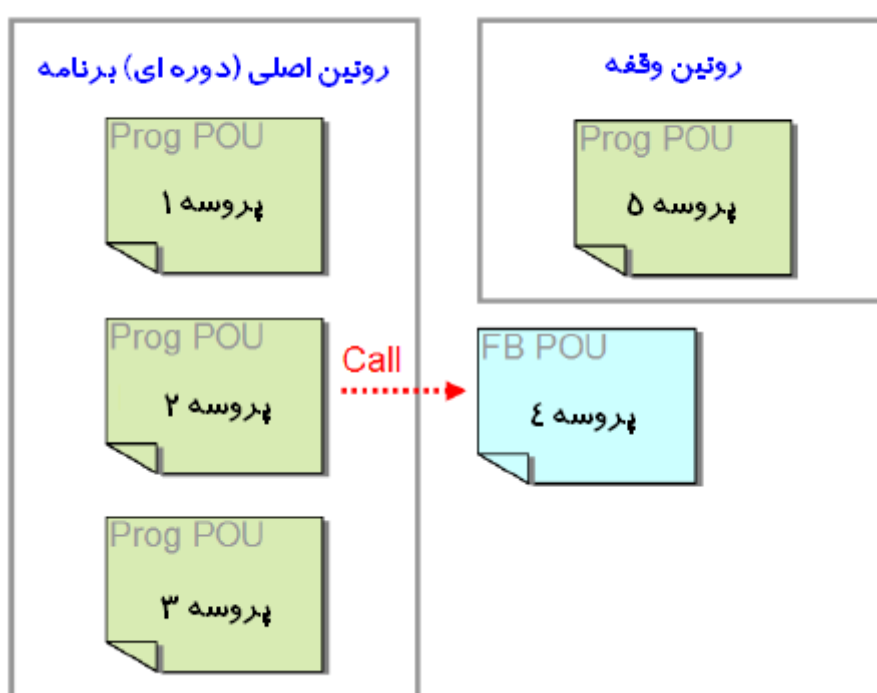 روتین اصلی (دوره ای) برنامه
Prog POU
پروسه ۱
Prog POU
پروسه ۲
Call
Prog POU
پروسه ۳
روتین وقفه
Prog POU
پروسه ۵
FB POU
پروسه ٤